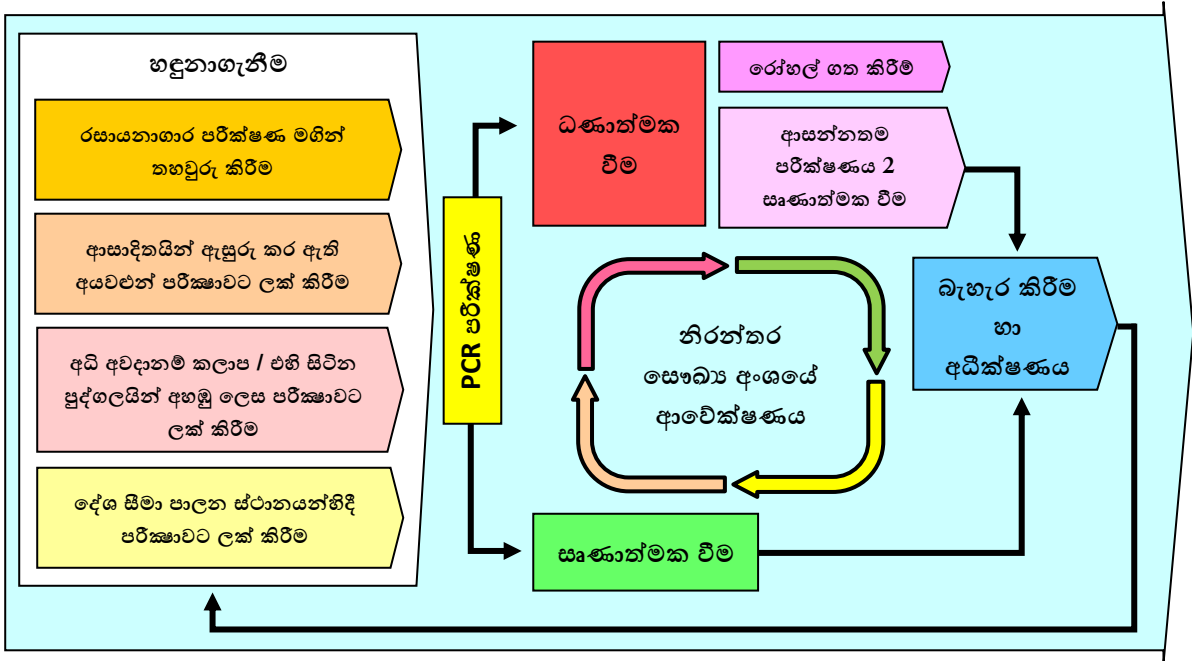 හඳුනාගැනීම
රසායනාගාර පරීක්ෂණ මගින්
තහවුරු කිරීම
ආසාදිතයින් ඇසුරු කර ඇති
අයවළුන් පරීක්‍ෂාවට ලක් කිරීම
අධි අවදානම් කලාප / එහි සිටින
පුද්ගලයින් අහඹු ලෙස පරීක්‍ෂාවට
ලක් කිරීම
දේශ සීමා පාලන ස්ථානයන්හිදී
පරීක්‍ෂාවට ලක් කිරීම
PCR පරීක්ෂණ
ධණාත්මක
වීම
රෝහල් ගත කිරීම්
ආසන්නතම
පරීක්ෂණය 2
සෘණාත්මක වීම
නිරන්තර
සෞඛ්‍ය අංශයේ
ආවේක්ෂණය
සෘණාත්මක වීම
බැහැර කිරීම
හා
අධීක්ෂණය